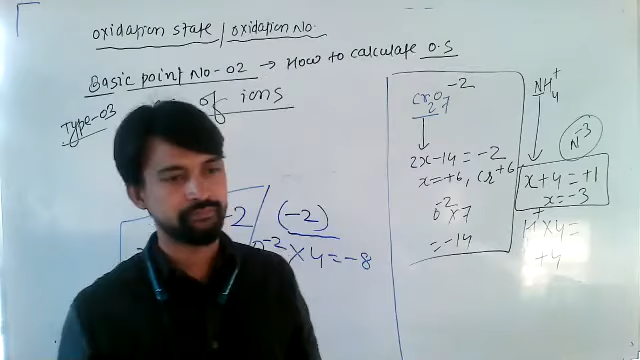 oxidation state / oxidation No.
Basic point No-02 → How to calculate O.S
Type-03
of ions
-2
(-2)
O⁻² × 4 = -8
Cr₂O₇⁻²
↓
2x-14 = -2
x = +6, Cr⁺⁶
O⁻² × 7
= -14
NH₄⁺
↓
N⁻³
x + 4 = +1
x = -3
H⁺ × 4 =
+4